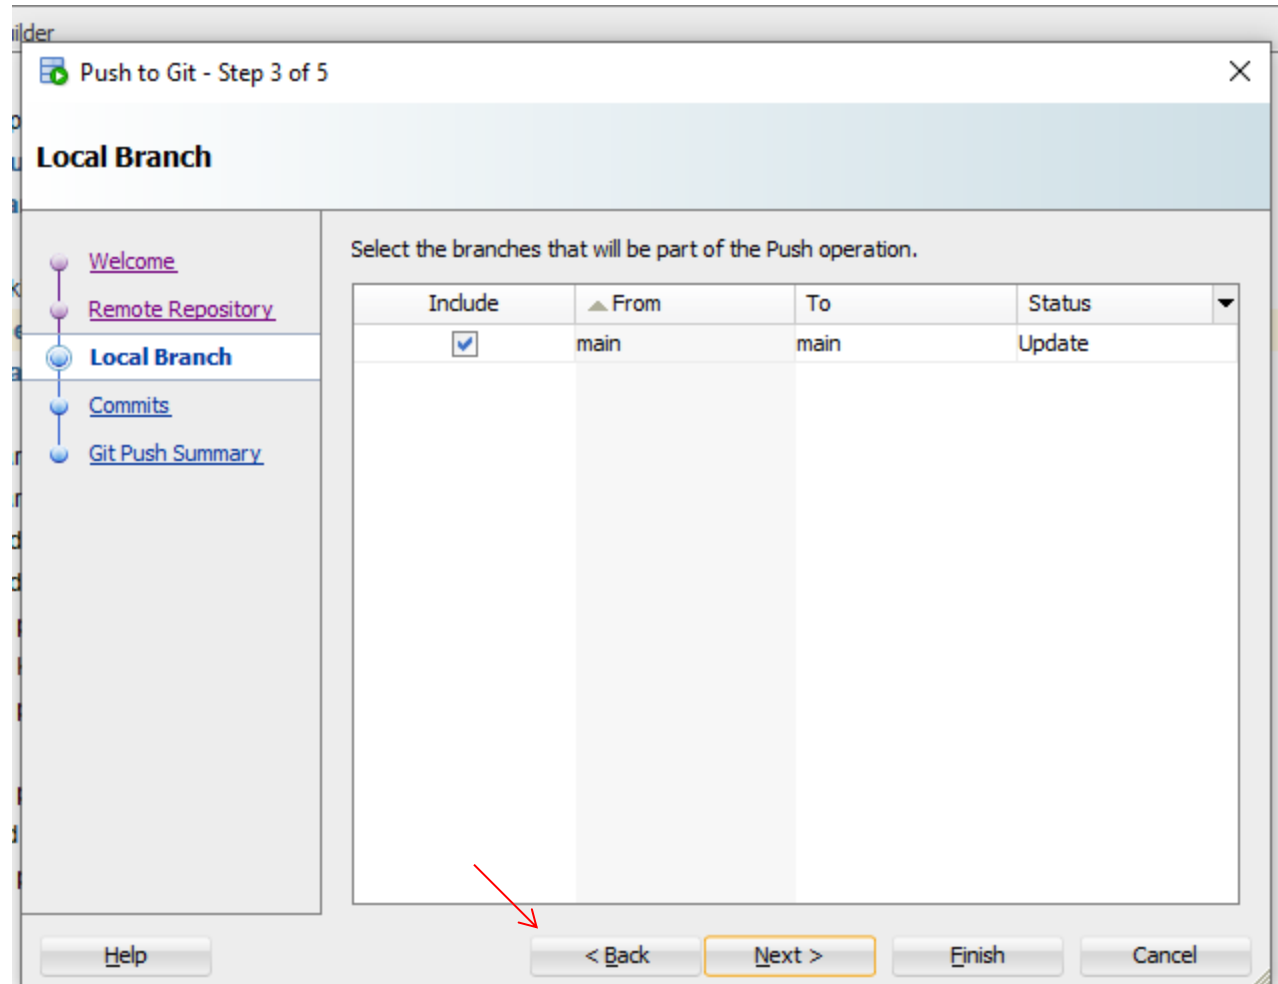 Push to Git - Step 3 of 5
Local Branch
Welcome
Remote Repository
Local Branch
Commits
Git Push Summary
Select the branches that will be part of the Push operation.
Include From To Status
main main Update
Help < Back Next > Finish Cancel